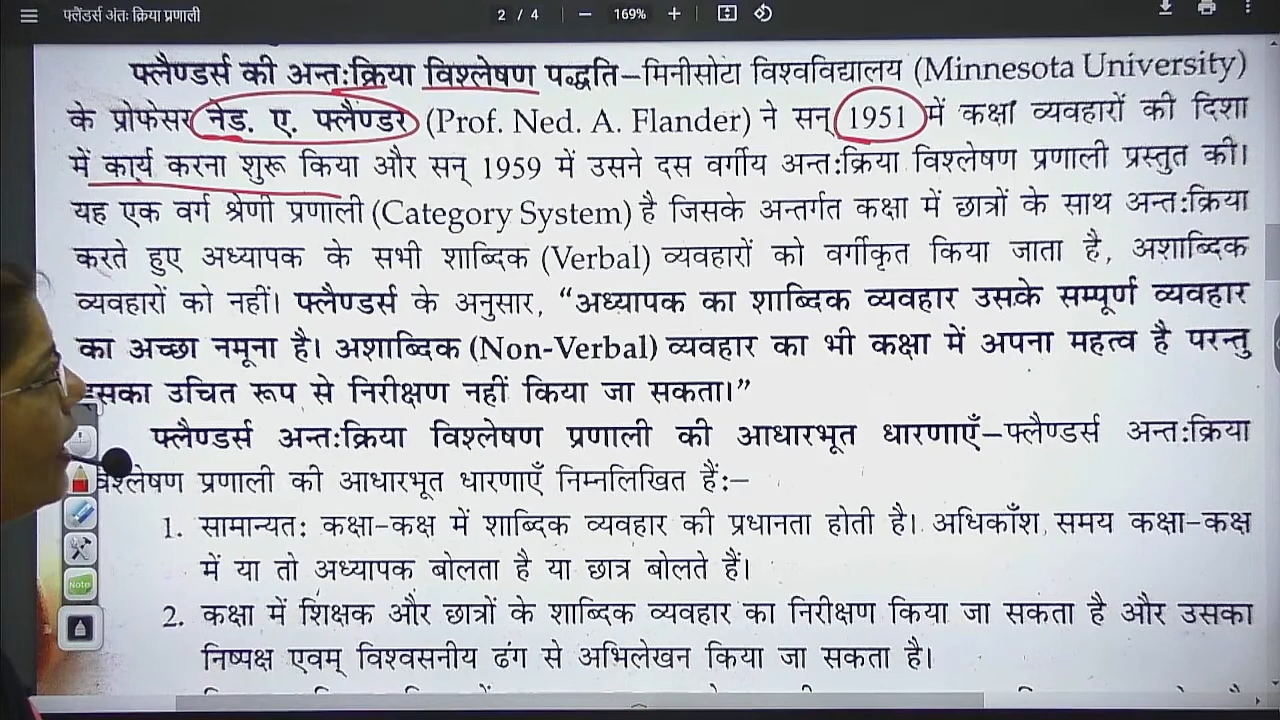 फ्लैंडर्स अंतः क्रिया प्रणाली
2 / 4
169%
फ्लैण्डर्स की अन्तःक्रिया विश्लेषण पद्धति–मिनीसोटा विश्वविद्यालय (Minnesota University)
के प्रोफेसर नेड. ए. फ्लैंडर (Prof. Ned. A. Flander) ने सन् 1951 में कक्षा व्यवहारों की दिशा
में कार्य करना शुरू किया और सन् 1959 में उसने दस वर्गीय अन्तःक्रिया विश्लेषण प्रणाली प्रस्तुत की।
यह एक वर्ग श्रेणी प्रणाली (Category System) है जिसके अन्तर्गत कक्षा में छात्रों के साथ अन्तःक्रिया
करते हुए अध्यापक के सभी शाब्दिक (Verbal) व्यवहारों को वर्गीकृत किया जाता है, अशाब्दिक
व्यवहारों को नहीं। फ्लैण्डर्स के अनुसार, “अध्यापक का शाब्दिक व्यवहार उसके सम्पूर्ण व्यवहार
का अच्छा नमूना है। अशाब्दिक (Non-Verbal) व्यवहार का भी कक्षा में अपना महत्व है परन्तु
उचित रूप से निरीक्षण नहीं किया जा सकता।”
फ्लैण्डर्स अन्तःक्रिया विश्लेषण प्रणाली की आधारभूत धारणाएँ–फ्लैण्डर्स अन्तःक्रिया
विश्लेषण प्रणाली की आधारभूत धारणाएँ निम्नलिखित हैं:–
1. सामान्यतः कक्षा-कक्ष में शाब्दिक व्यवहार की प्रधानता होती है। अधिकाँश समय कक्षा-कक्ष
में या तो अध्यापक बोलता है या छात्र बोलते हैं।
2. कक्षा में शिक्षक और छात्रों के शाब्दिक व्यवहार का निरीक्षण किया जा सकता है और उसका
निष्पक्ष एवम् विश्वसनीय ढंग से अभिलेखन किया जा सकता है।
Note